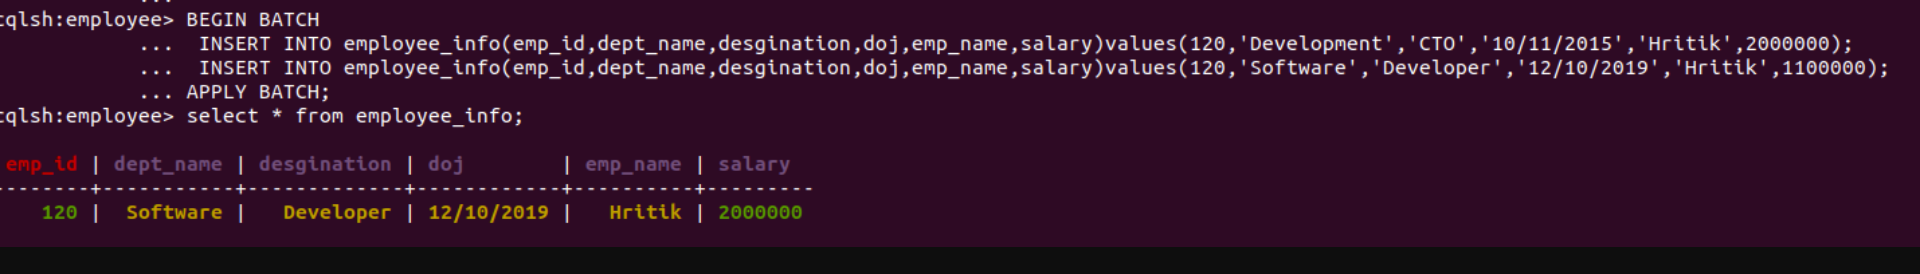 cqlsh:employee> BEGIN BATCH
... INSERT INTO employee_info(emp_id,dept_name,desgination,doj,emp_name,salary)values(120,'Development','CTO','10/11/2015','Hritik',2000000);
... INSERT INTO employee_info(emp_id,dept_name,desgination,doj,emp_name,salary)values(120,'Software','Developer','12/10/2019','Hritik',1100000);
... APPLY BATCH;
cqlsh:employee> select * from employee_info;
emp_id | dept_name | desgination | doj | emp_name | salary
--------+-----------+-------------+------------+----------+---------
120 | Software | Developer | 12/10/2019 | Hritik | 2000000